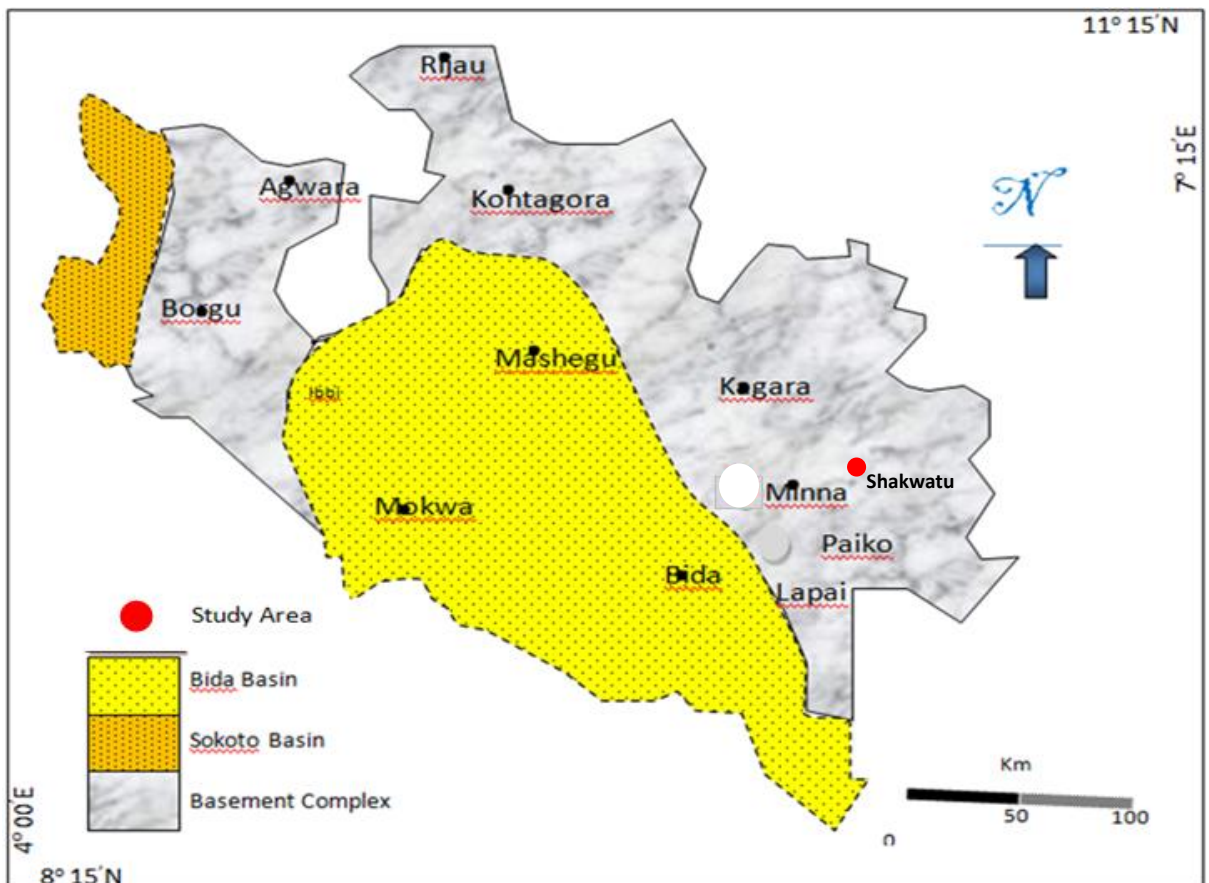 11° 15'N
7° 15'E
N
Rijau
Agwara
Kontagora
Borgu
Mashegu
Ibbi
Kagara
Shakwatu
Minna
Mokwa
Paiko
Bida
Lapai
Study Area
Bida Basin
Sokoto Basin
Basement Complex
Km
0
50
100
4° 00'E
8° 15'N